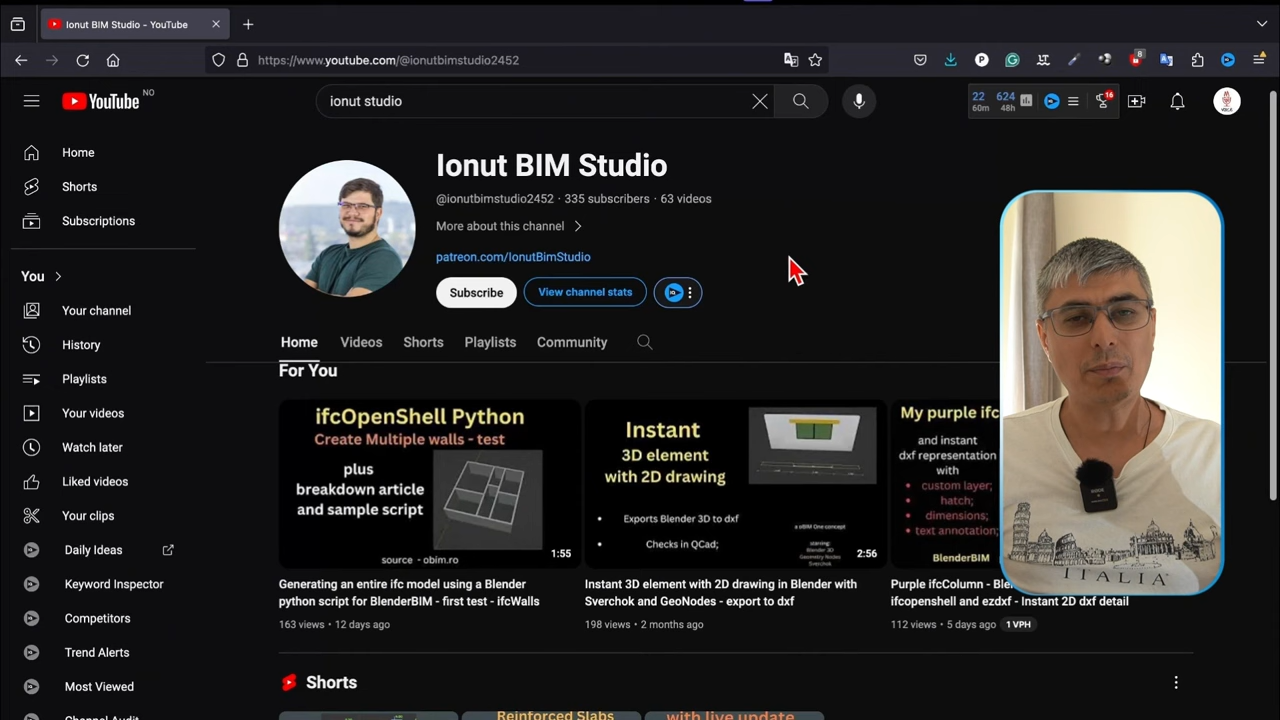 Ionut BIM Studio - YouTube
https://www.youtube.com/@ionutbimstudio2452
8
YouTube NO
ionut studio
22 60m 624 48h
16
Home
Shorts
Subscriptions
You
Your channel
History
Playlists
Your videos
Watch later
Liked videos
Your clips
Daily Ideas
Keyword Inspector
Competitors
Trend Alerts
Most Viewed
Channel Audit
Ionut BIM Studio
@ionutbimstudio2452 · 335 subscribers · 63 videos
More about this channel
patreon.com/IonutBimStudio
Subscribe
View channel stats
Home Videos Shorts Playlists Community
For You
ifcOpenShell Python
Create Multiple walls - test
plus
breakdown article
and sample script
source - obim.ro
1:55
Generating an entire ifc model using a Blender
python script for BlenderBIM - first test - ifcWalls
163 views · 12 days ago
Instant
3D element
with 2D drawing
• Exports Blender 3D to dxf
• Checks in QCad;
2:56
Instant 3D element with 2D drawing in Blender with
Sverchok and GeoNodes - export to dxf
198 views · 2 months ago
My purple ifc
and instant
dxf representation
with
• custom layer;
• hatch;
• dimensions;
• text annotation;
BlenderBIM
Purple ifcColumn - Ble
ifcopenshell and ezdxf - Instant 2D dxf detail
112 views · 5 days ago 1 VPH
ITALIA
Shorts
Reinforced Slabs
with live update